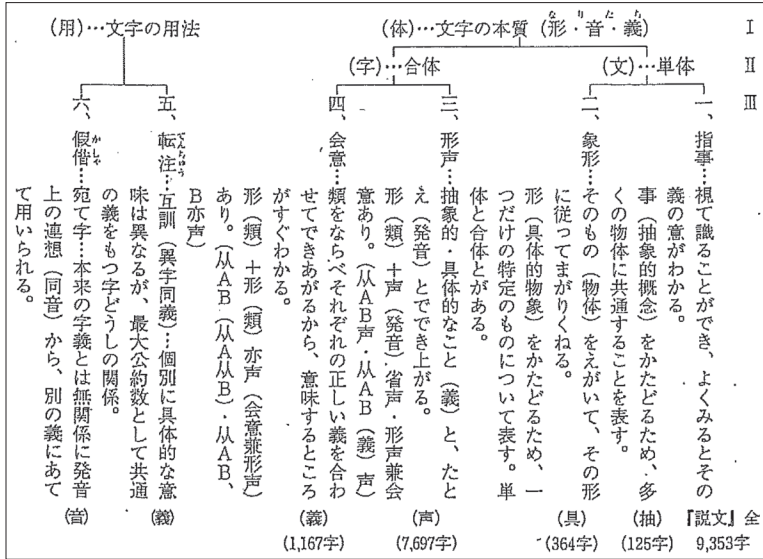 Ⅰ
(体)…文字の本質 (形・音・義)
なりたち
(用)…文字の用法
Ⅱ
(文)…単体
(字)…合体
Ⅲ
一、指事…視て識ることができ、よくみるとその
義の意がわかる。
事(抽象的概念)をかたどるため、多
くの物体に共通することを表す。
二、象形…そのもの(物体)をえがいて、その形
に従ってまがりくねる。
形(具体的物象)をかたどるため、一
つだけの特定のものについて表す。単
体と合体とがある。
三、形声…抽象的・具体的なこと(義)と、たと
え(発音)とででき上がる。
形(類)+声(発音)省声・形声兼会
意あり。(从AB声・从AB(義)声)
四、会意…類をならべそれぞれの正しい義を合わ
せてできあがるから、意味するところ
がすぐわかる。
形(類)+形(類)亦声(会意兼形声)
あり。(从AB(从A从B)・从AB、
B亦声)
五、転注…互訓(異字同義)…個別に具体的な意
てんちゅう
味は異なるが、最大公約数として共通
の義をもつ字どうしの関係。
六、假借…宛て字…本来の字義とは無関係に発音
かしゃ
上の連想(同音)から、別の義にあて
て用いられる。
『説文』全
9,353字
(抽)
(125字)
(具)
(364字)
(声)
(7,697字)
(義)
(1,167字)
(義)
(音)